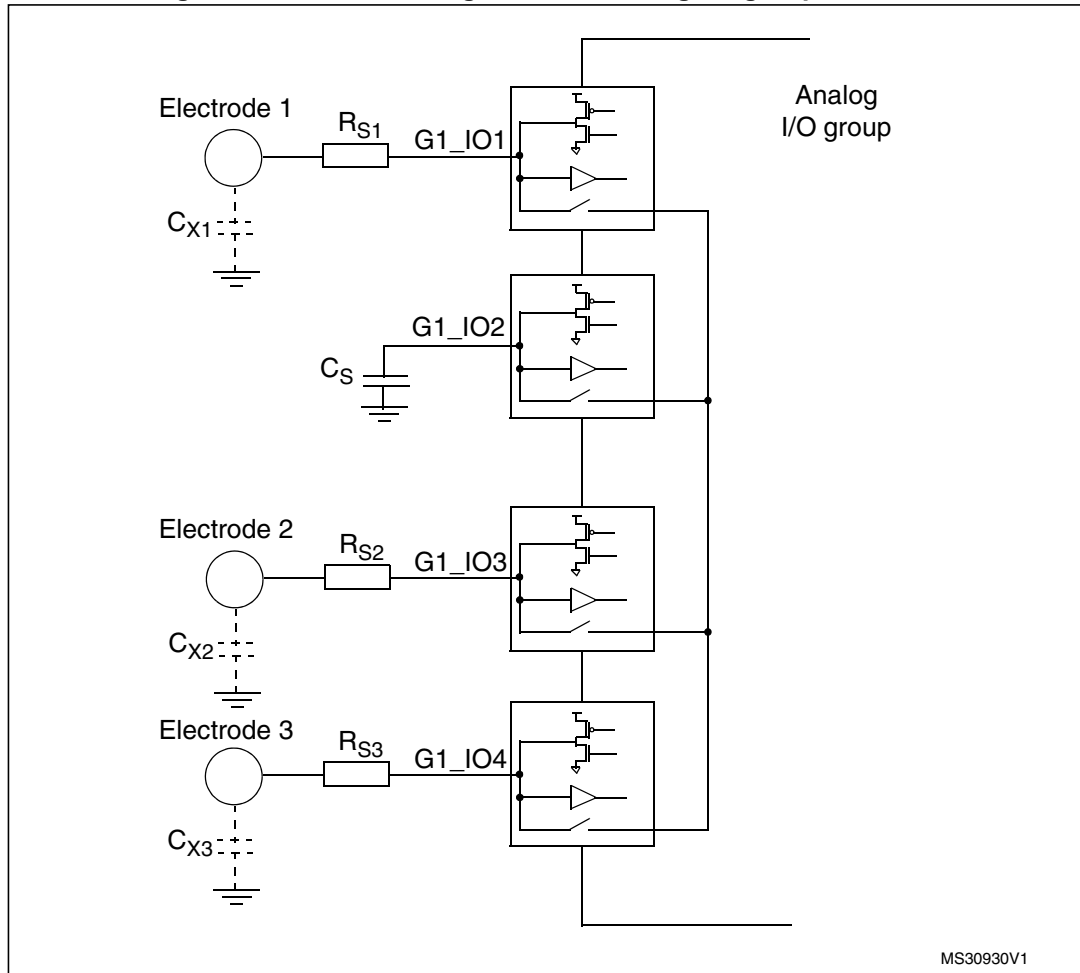 Electrode 1
RS1
G1_IO1
Analog
I/O group
CX1
G1_IO2
CS
Electrode 2
RS2
G1_IO3
CX2
Electrode 3
RS3
G1_IO4
CX3
MS30930V1